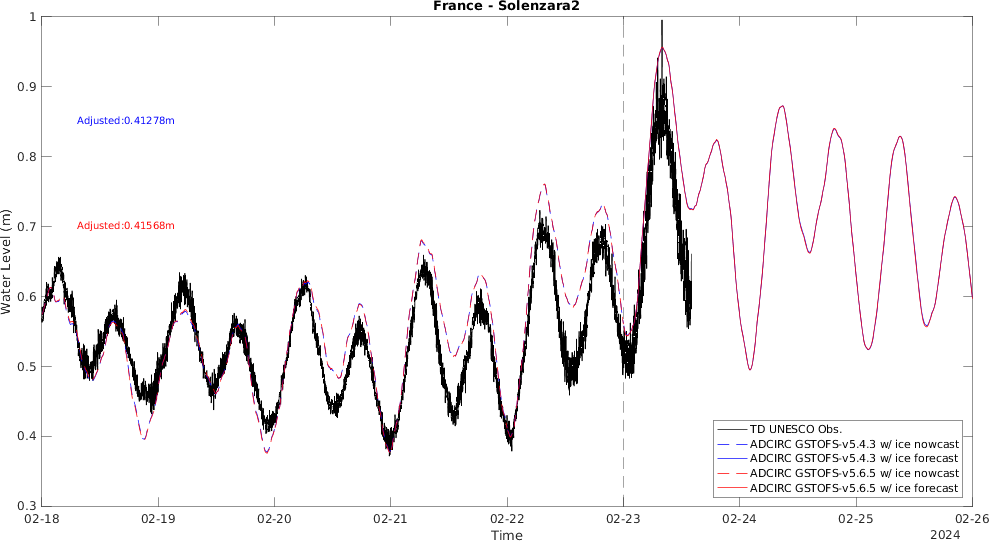 France - Solenzara2
1
0.9
0.8
0.7
0.6
0.5
0.4
0.3
Water Level (m)
Adjusted:0.41278m
Adjusted:0.41568m
TD UNESCO Obs.
ADCIRC GSTOFS-v5.4.3 w/ ice nowcast
ADCIRC GSTOFS-v5.4.3 w/ ice forecast
ADCIRC GSTOFS-v5.6.5 w/ ice nowcast
ADCIRC GSTOFS-v5.6.5 w/ ice forecast
02-18 02-19 02-20 02-21 02-22 02-23 02-24 02-25 02-26
Time
2024